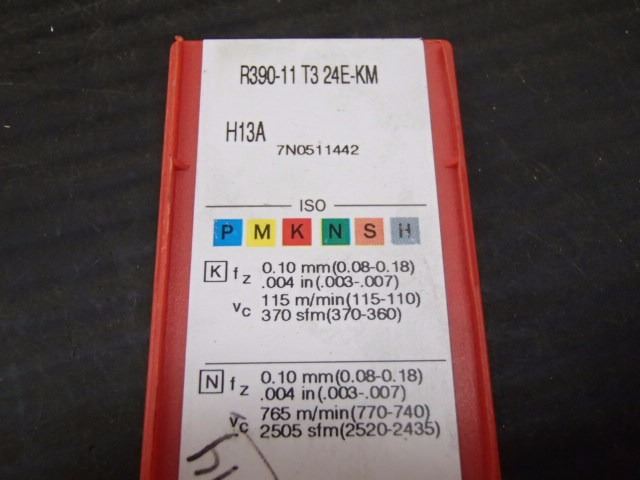 R390-11 T3 24E-KM
H13A
7N0511442
ISO
P M K N S H
K fz 0.10 mm(0.08-0.18)
.004 in(.003-.007)
vc 115 m/min(115-110)
370 sfm(370-360)
N fz 0.10 mm(0.08-0.18)
.004 in(.003-.007)
vc 765 m/min(770-740)
2505 sfm(2520-2435)